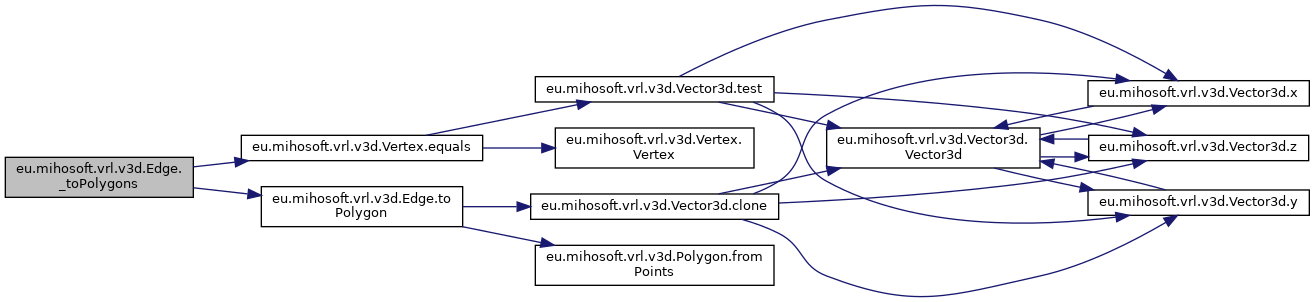 eu.mihosoft.vrl.v3d.Edge.
_toPolygons
eu.mihosoft.vrl.v3d.Vertex.equals
eu.mihosoft.vrl.v3d.Edge.to
Polygon
eu.mihosoft.vrl.v3d.Vector3d.test
eu.mihosoft.vrl.v3d.Vertex.
Vertex
eu.mihosoft.vrl.v3d.Vector3d.clone
eu.mihosoft.vrl.v3d.Polygon.from
Points
eu.mihosoft.vrl.v3d.Vector3d.
Vector3d
eu.mihosoft.vrl.v3d.Vector3d.x
eu.mihosoft.vrl.v3d.Vector3d.z
eu.mihosoft.vrl.v3d.Vector3d.y